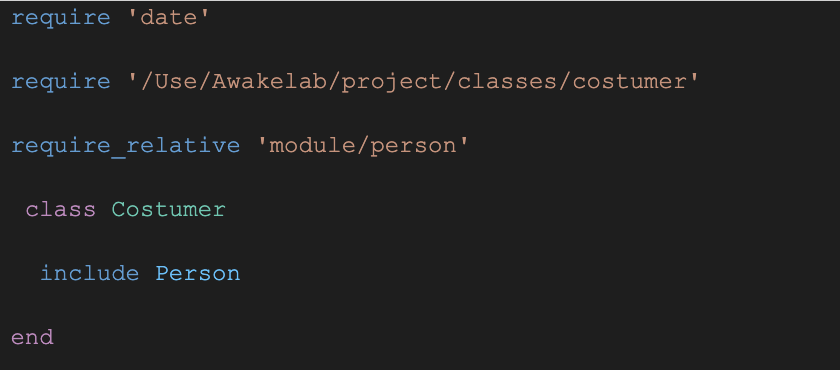 require 'date'
require '/Use/Awakelab/project/classes/costumer'
require_relative 'module/person'
class Costumer
include Person
end